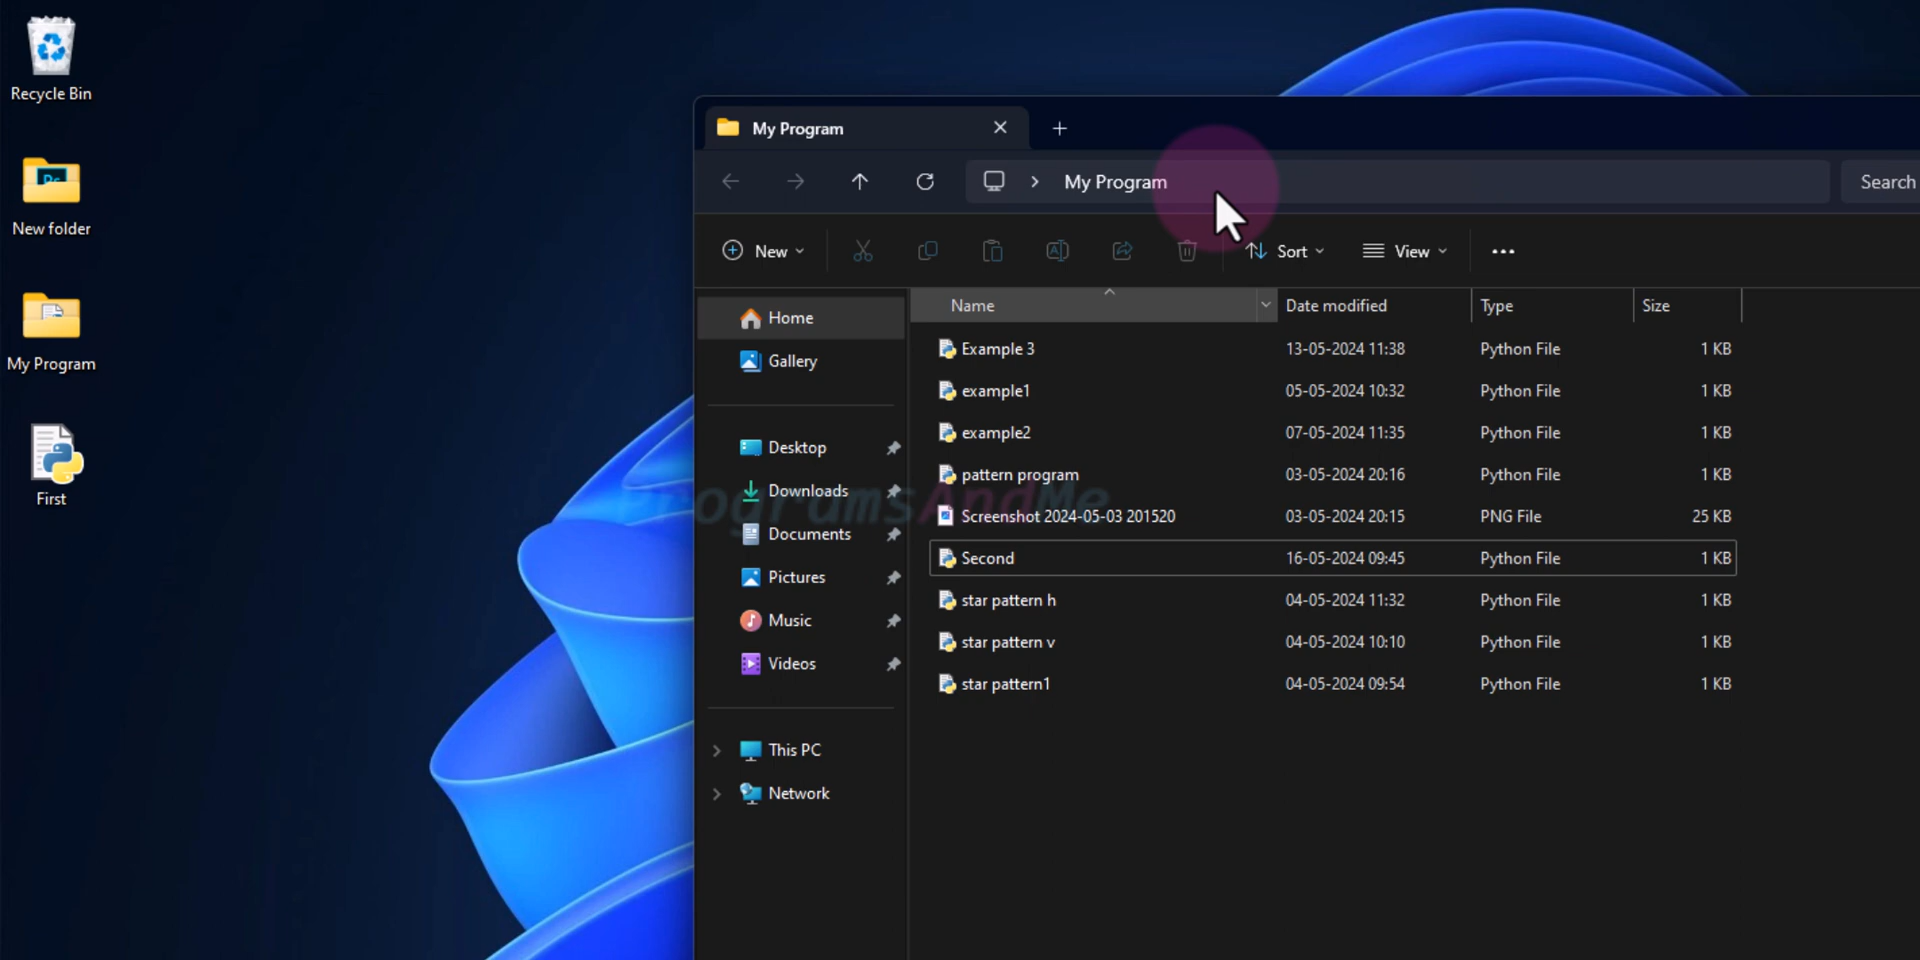 Recycle Bin
New folder
My Program
First
My Program
My Program
Search
New
Sort
View
Home
Gallery
Desktop
Downloads
Documents
Pictures
Music
Videos
This PC
Network
Name Date modified Type Size
Example 3 13-05-2024 11:38 Python File 1 KB
example1 05-05-2024 10:32 Python File 1 KB
example2 07-05-2024 11:35 Python File 1 KB
pattern program 03-05-2024 20:16 Python File 1 KB
Screenshot 2024-05-03 201520 03-05-2024 20:15 PNG File 25 KB
Second 16-05-2024 09:45 Python File 1 KB
star pattern h 04-05-2024 11:32 Python File 1 KB
star pattern v 04-05-2024 10:10 Python File 1 KB
star pattern1 04-05-2024 09:54 Python File 1 KB
ProgramsAndMe